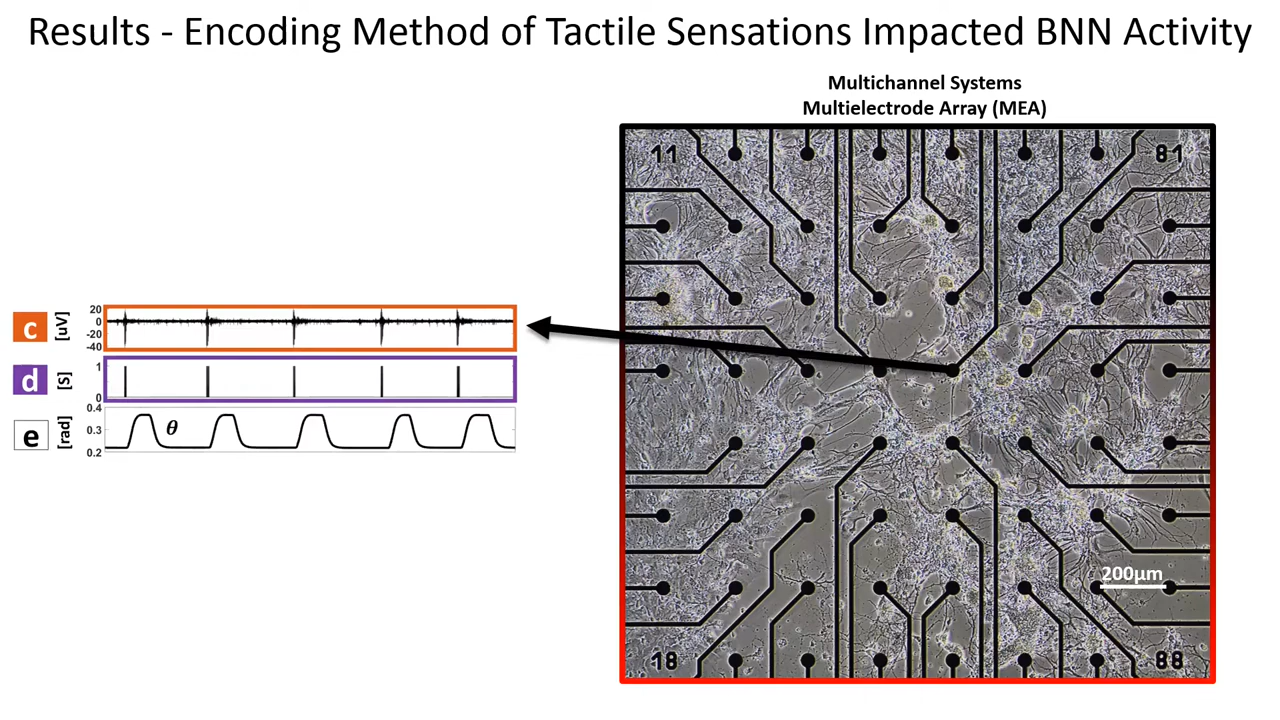 Results - Encoding Method of Tactile Sensations Impacted BNN Activity
Multichannel Systems
Multielectrode Array (MEA)
11
81
c
[uV]
20
0
-20
-40
d
[S]
1
0
e
[rad]
0.4
0.3
0.2
θ
200µm
18
88